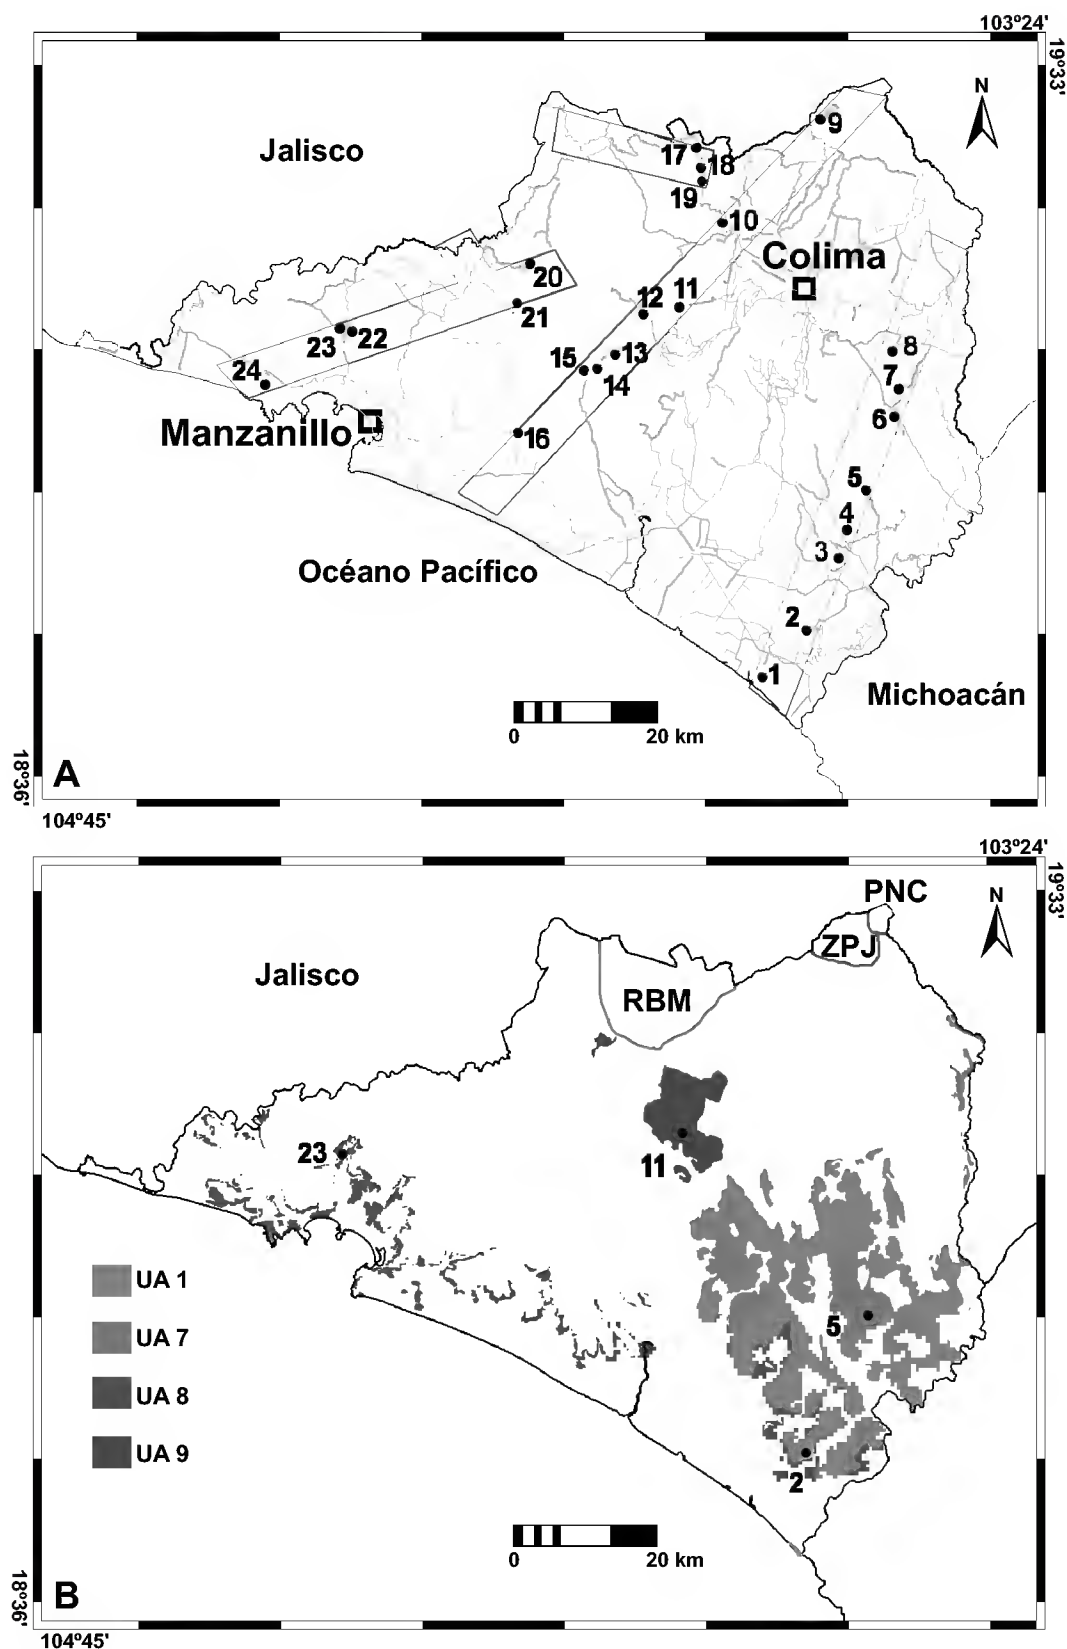 103º24'
19º33'
N
Jalisco
9
17
18
19
10
Colima
20
12
11
21
23
22
8
13
15
24
14
7
Manzanillo
6
16
5
4
3
Océano Pacífico
2
1
Michoacán
0
20 km
18º36'
A
104º45'
103º24'
19º33'
PNC
N
ZPJ
Jalisco
RBM
23
11
UA 1
5
UA 7
UA 8
UA 9
2
0
20 km
18º36'
B
104º45'